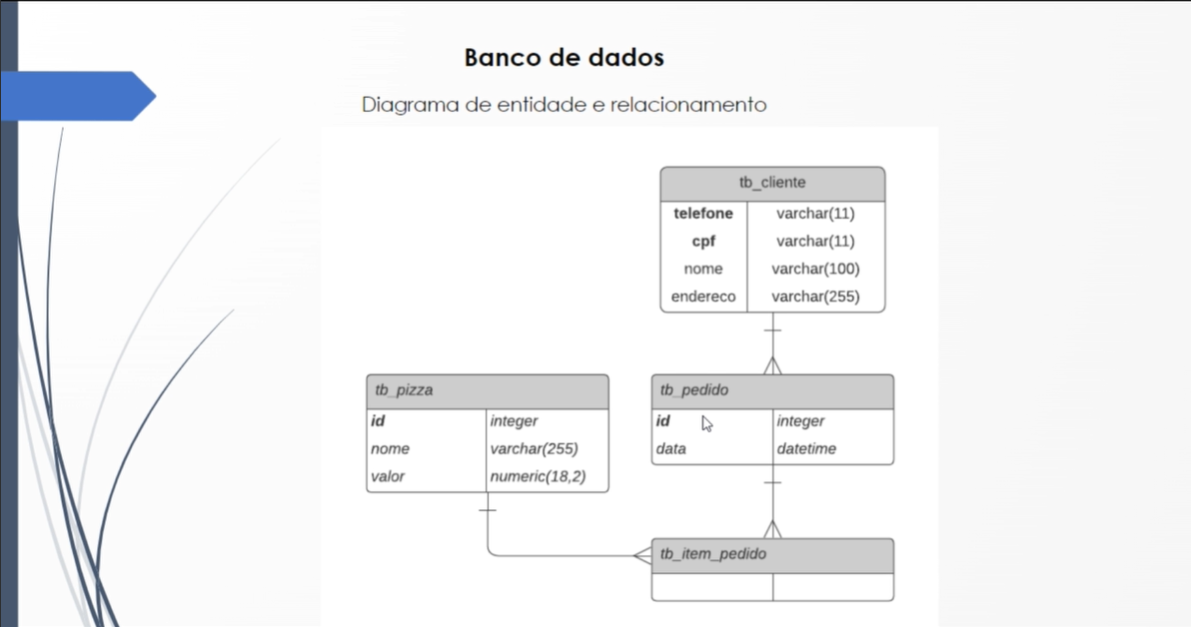 Banco de dados
Diagrama de entidade e relacionamento
tb_cliente
telefone varchar(11)
cpf varchar(11)
nome varchar(100)
endereco varchar(255)
tb_pizza
id integer
nome varchar(255)
valor numeric(18,2)
tb_pedido
id integer
data datetime
tb_item_pedido